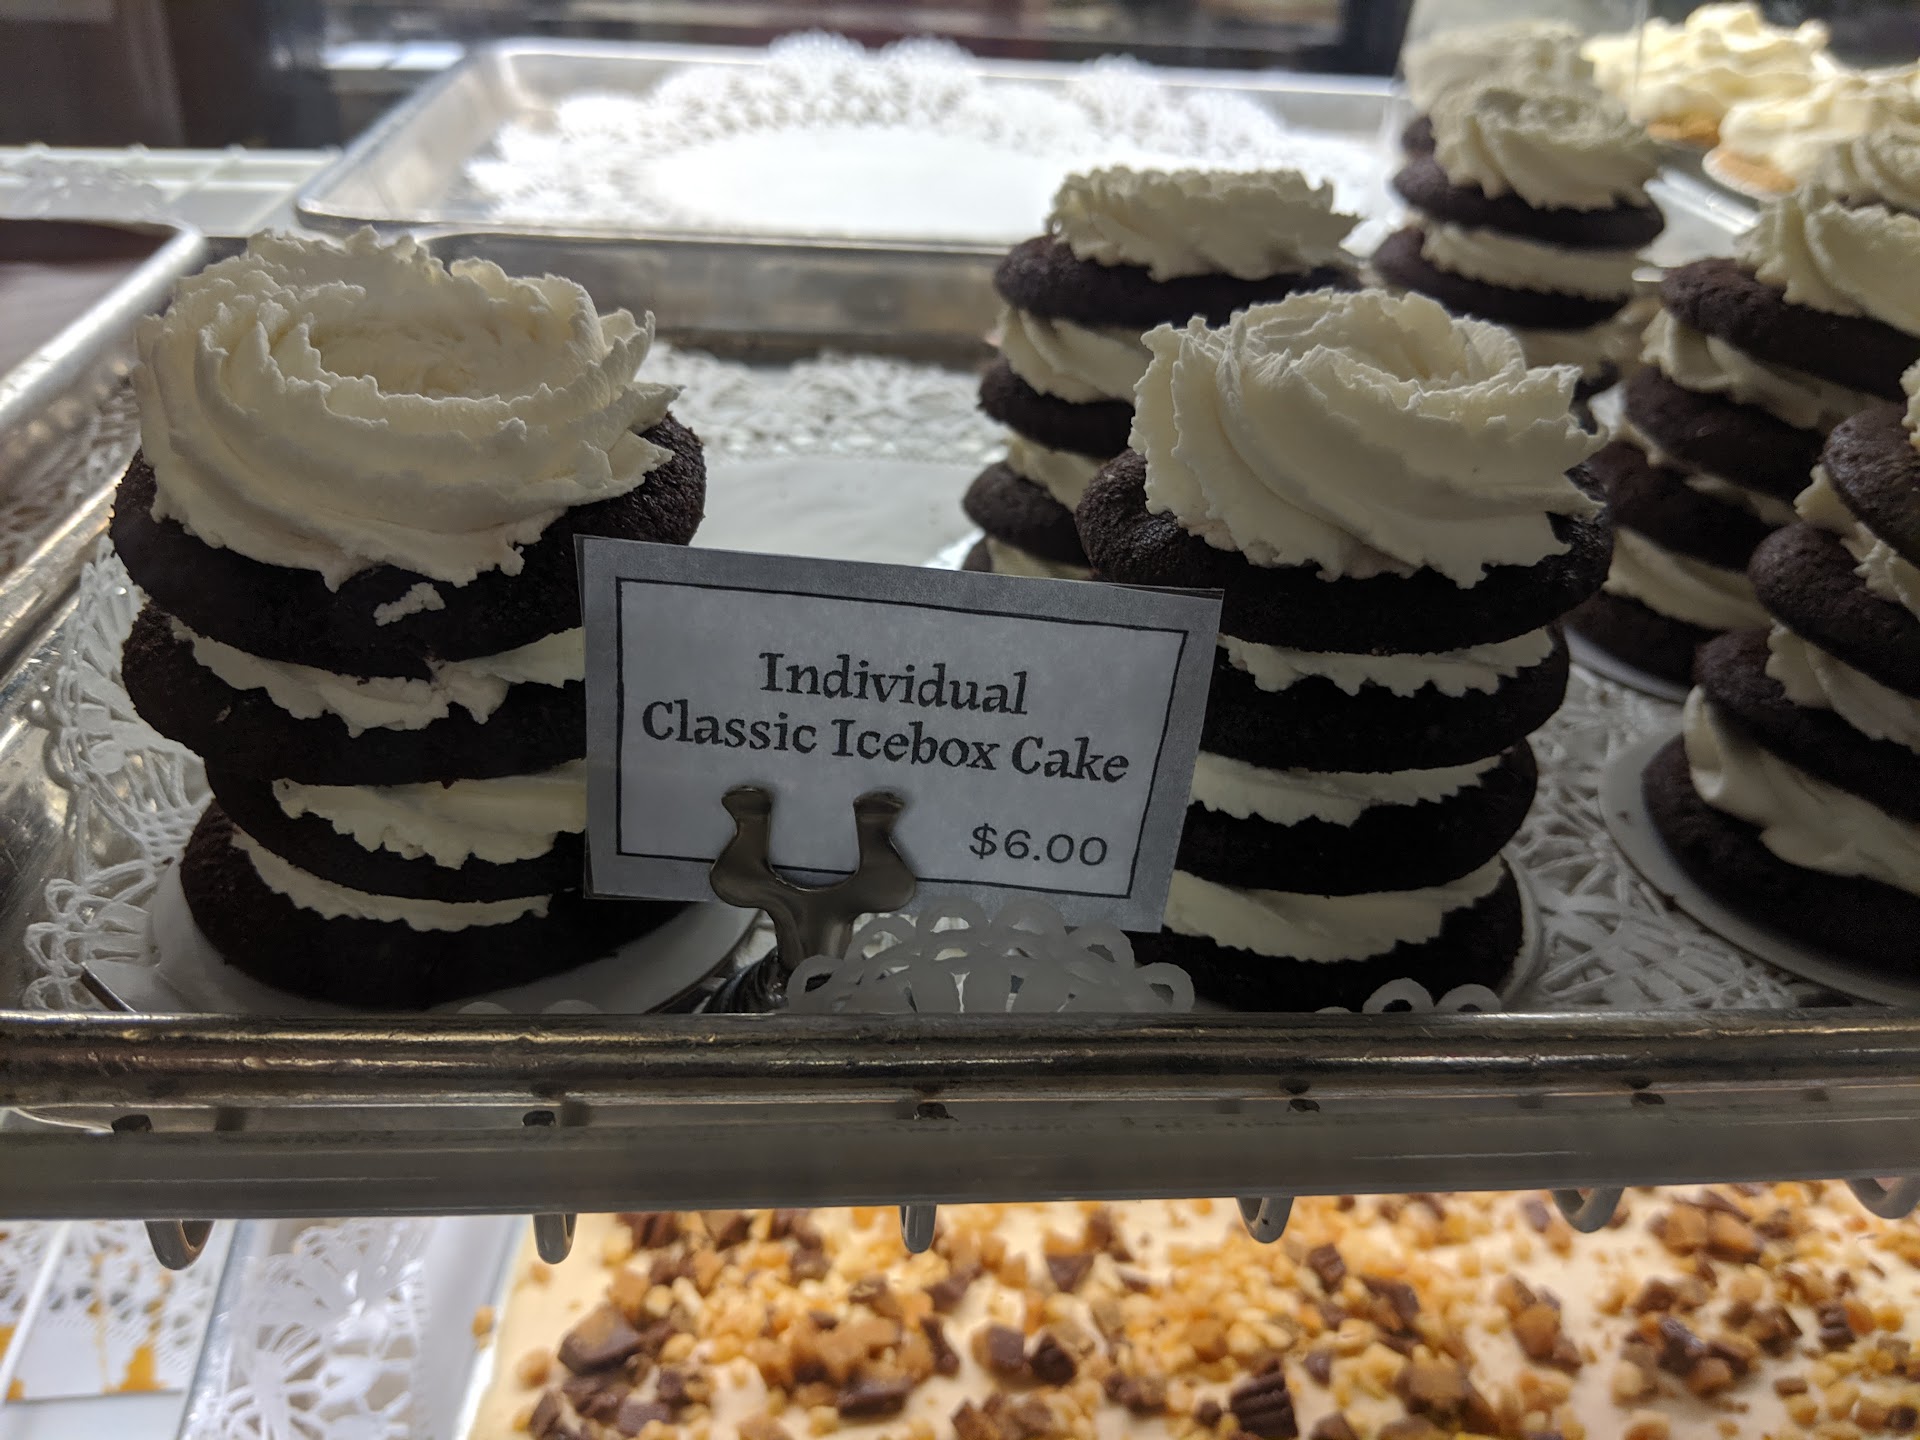 Individual
Classic Icebox Cake
$6.00